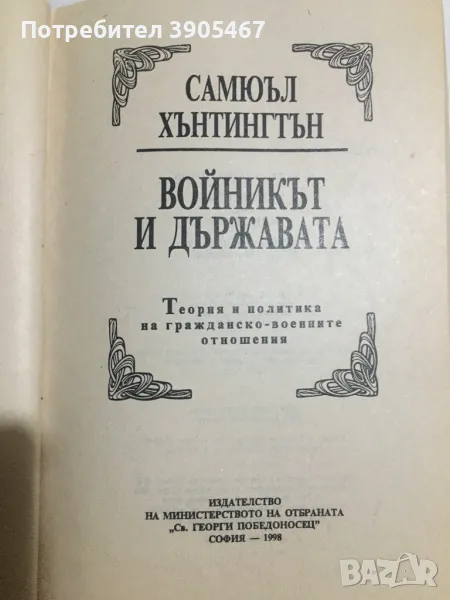 Потребител 3905467
САМЮЪЛ
ХЪНТИНГТЪН
ВОЙНИКЪТ
И ДЪРЖАВАТА
Теория и политика
на гражданско-военните
отношения
ИЗДАТЕЛСТВО
НА МИНИСТЕРСТВОТО НА ОТБРАНАТА
„Св. ГЕОРГИ ПОБЕДОНОСЕЦ"
СОФИЯ — 1998
BAZAR